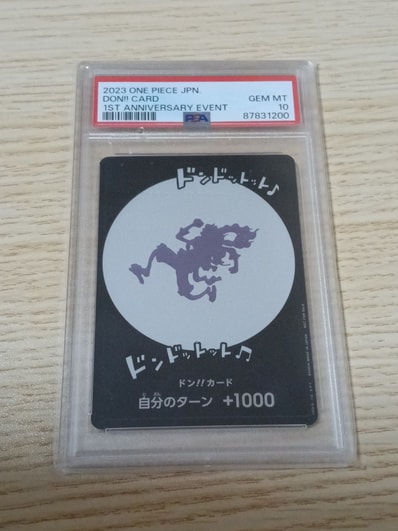 2023 ONE PIECE JPN.
DON!! CARD GEM MT
1ST ANNIVERSARY EVENT 10
PSA 87831200
ドンドットット♪
ドンドットット♫
ドン!!カード
自分のターン +1000